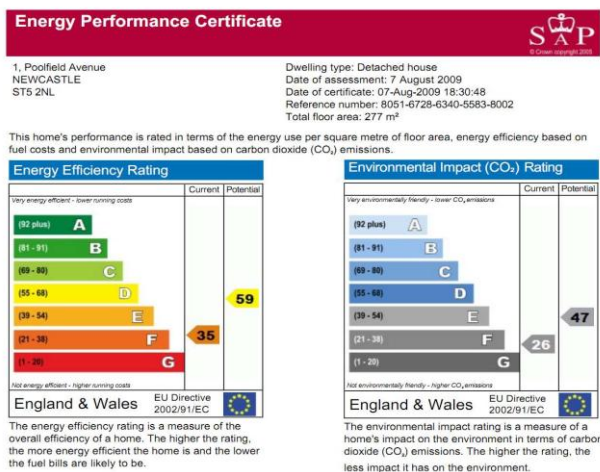 Energy Performance Certificate
SAP
© Crown copyright 2005
1, Poolfield Avenue
NEWCASTLE
ST5 2NL
Dwelling type: Detached house
Date of assessment: 7 August 2009
Date of certificate: 07-Aug-2009 18:30:48
Reference number: 8051-6728-6340-5583-8002
Total floor area: 277 m²
This home's performance is rated in terms of the energy use per square metre of floor area, energy efficiency based on
fuel costs and environmental impact based on carbon dioxide (CO₂) emissions.
Energy Efficiency Rating
Current Potential
Very energy efficient - lower running costs
(92 plus) A
(81 - 91) B
(69 - 80) C
(55 - 68) D
59
(39 - 54) E
(21 - 38) F
35
(1 - 20) G
Not energy efficient - higher running costs
England & Wales
EU Directive
2002/91/EC
The energy efficiency rating is a measure of the
overall efficiency of a home. The higher the rating,
the more energy efficient the home is and the lower
the fuel bills are likely to be.
Environmental Impact (CO₂) Rating
Current Potential
Very environmentally friendly - lower CO₂ emissions
(92 plus) A
(81 - 91) B
(69 - 80) C
(55 - 68) D
(39 - 54) E
47
(21 - 38) F
26
(1 - 20) G
Not environmentally friendly - higher CO₂ emissions
England & Wales
EU Directive
2002/91/EC
The environmental impact rating is a measure of a
home's impact on the environment in terms of carbon
dioxide (CO₂) emissions. The higher the rating, the
less impact it has on the environment.